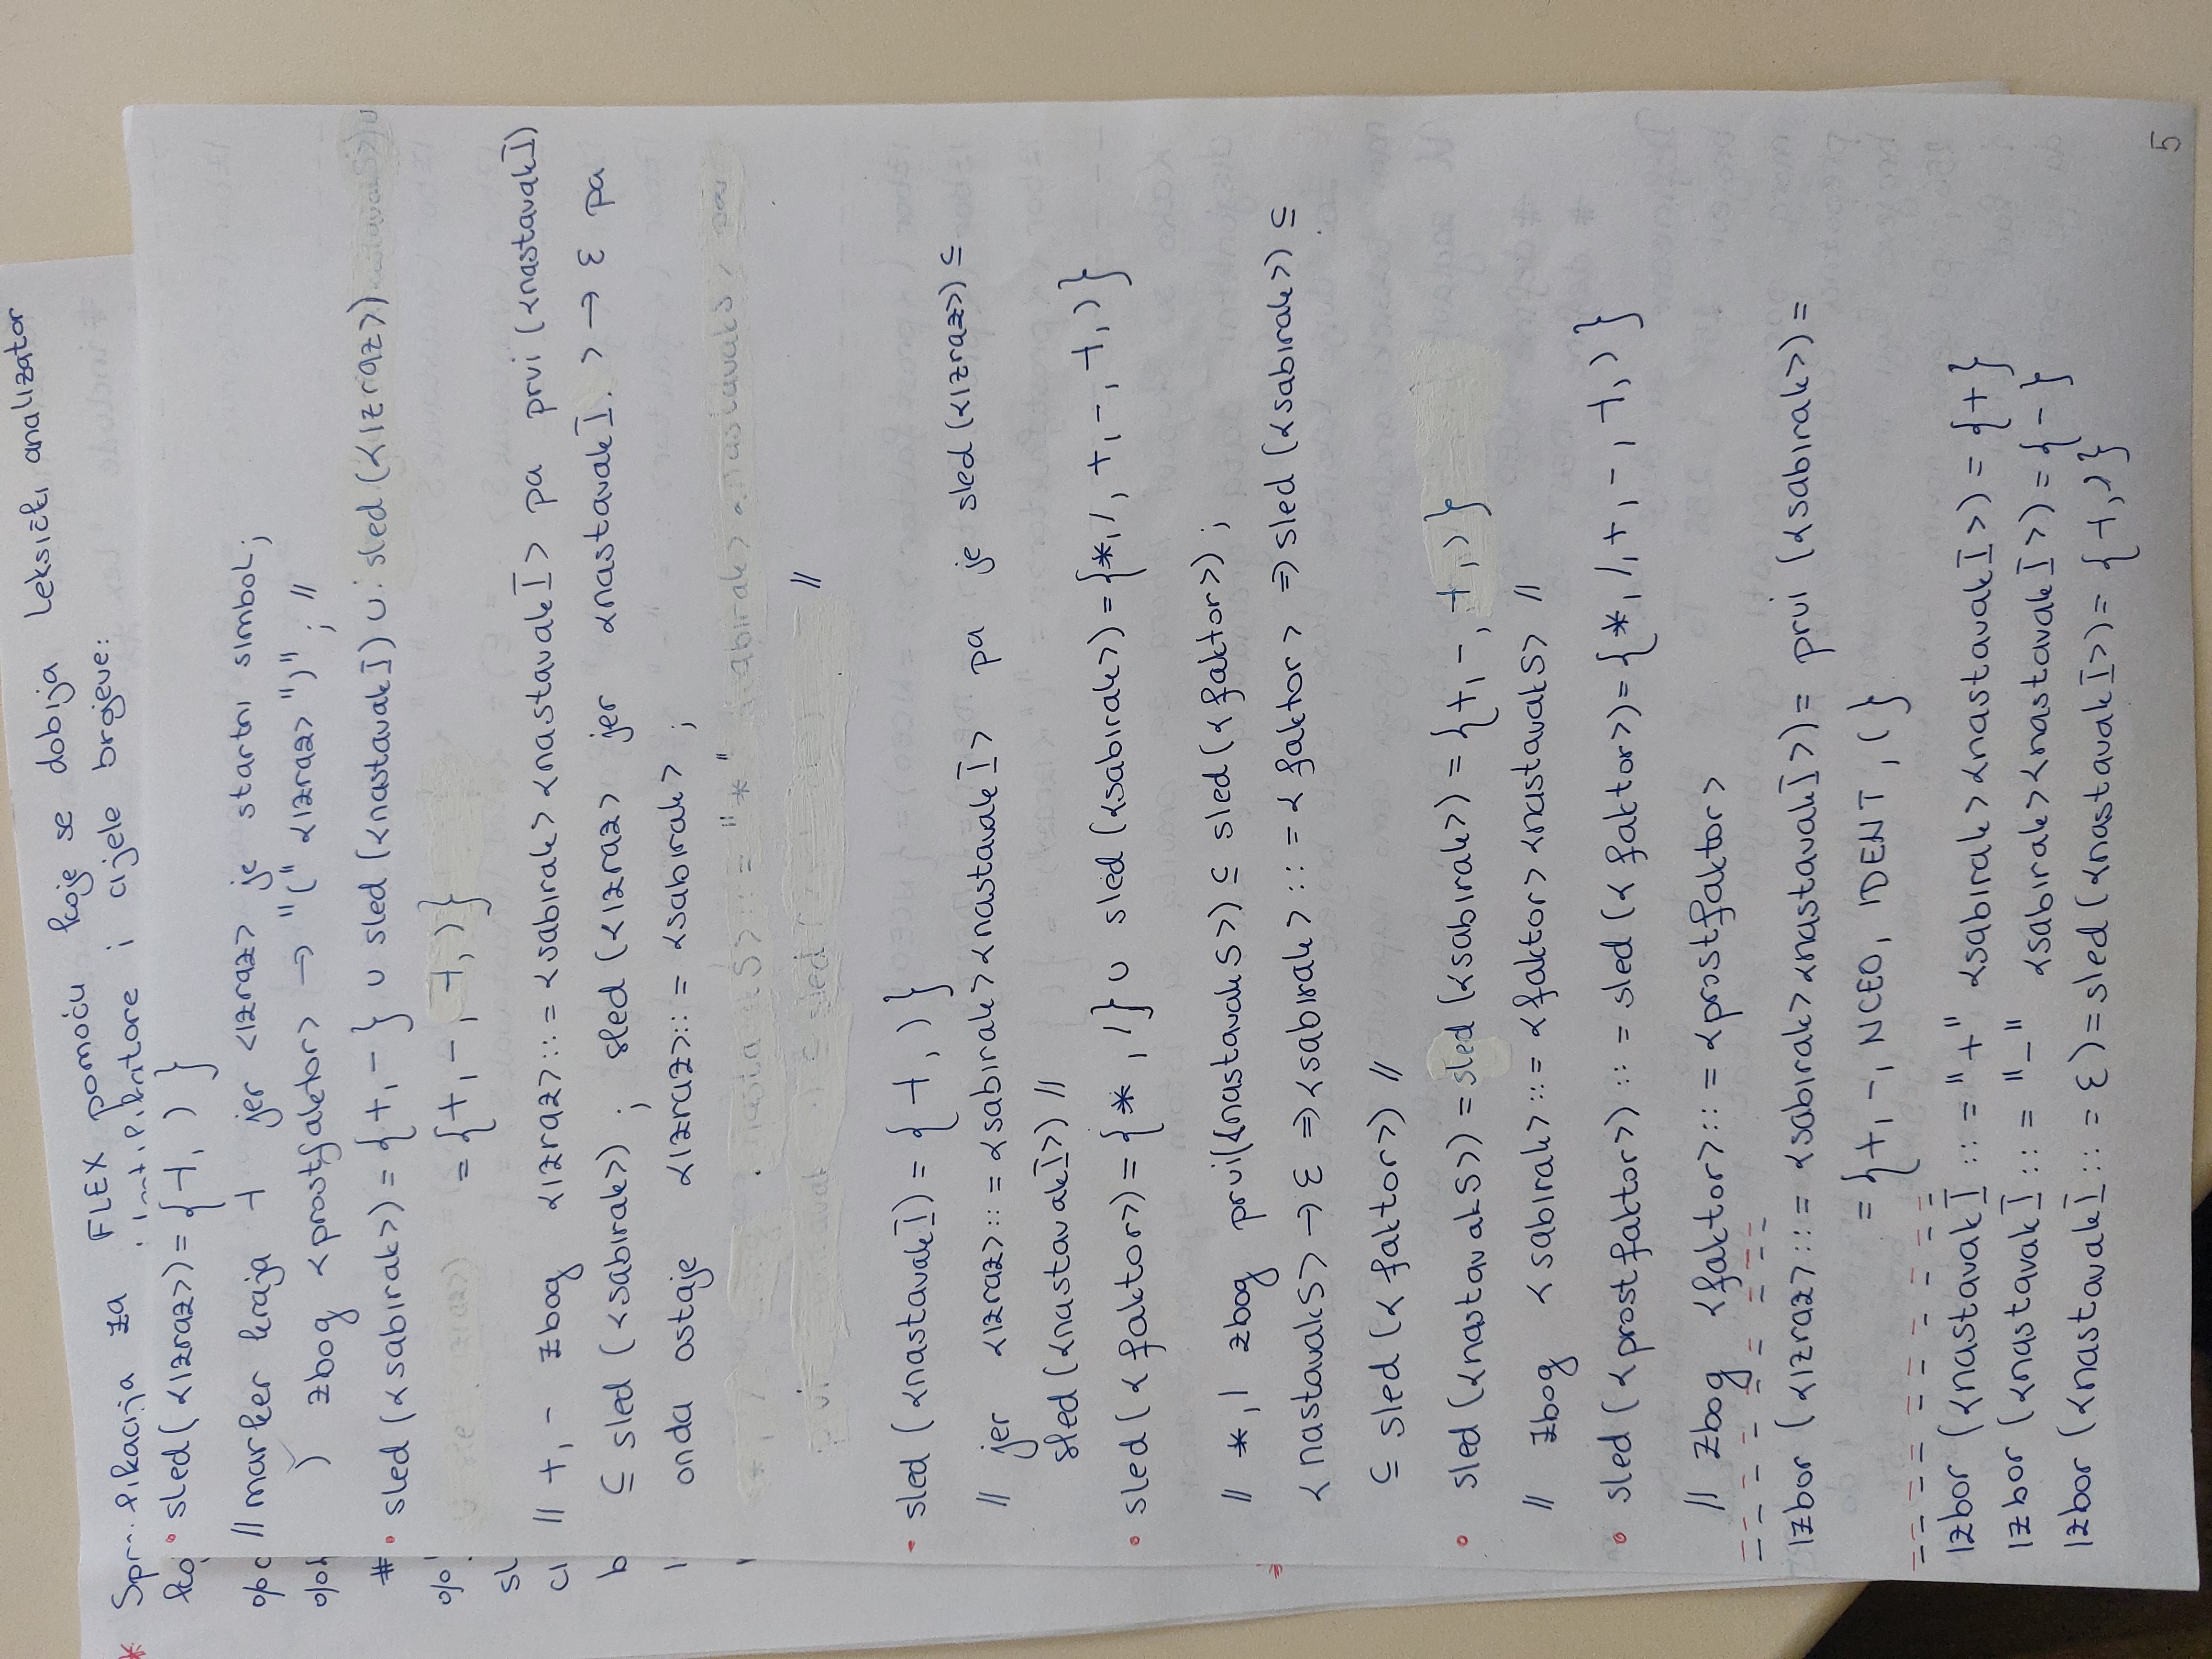 * Spr likacija za FLEX pomoću koje se dobija leksički analizator
i cijele brojeve:
• sled(<izraz>) = {⊣, ) }
// marker kraja ⊣ jer <izraz> je startni simbol;
) zbog <prostfaktor> → "(" <izraz> ")" ; //
• sled (<sabirak>) = {+, - } ∪ sled (<nastavakI) ∪ sled (<izraz>)
= {+, -, ⊣, )}
// +, - zbog <izraz>::= <sabirak><nastavakI> pa prvi (<nastavakI)
⊆ sled (<sabirak>) ; sled (<izraz> jer <nastavakI. > → ε pa
onda ostaje <izraz>::= <sabirak> ;
S>::= "*" abirak> <nastavakS>
⊆ sled //
- sled (<nastavakI) = { ⊣, )}
// jer <izraz>::= <sabirak><nastavakI> pa je sled (<izraz>) ⊆
sled (<nastavakI>) //
• sled (< faktor>) = {* , /} ∪ sled (<sabirak>) = {*, /, +, -, ⊣, )}
// *, / zbog prvi(<nastavakS>) ⊆ sled (< faktor>) ;
< nastavakS> → ε ⇒ <sabirak> ::= < faktor > ⇒ sled (<sabirak>) ⊆
⊆ sled (< faktor>) //
• sled (<nastavakS>) = sled (<sabirak>) = {+, -, ⊣, )}
// zbog < sabirak> ::= <faktor> <nastavakS> //
• sled (<prostfaktor>) ::= sled (< faktor>) = {*, /, +, -, ⊣, ) }
// zbog <faktor>::= <prostfaktor>
Izbor (<izraz>::= <sabirak><nastavakI>) = prvi (<sabirak>) =
= {+, -, NCEO, IDENT, ( }
Izbor (<nastavakI ::= "+" <sabirak><nastavakI>) = {+}
Izbor (<nastavakI ::= "-" <sabirak><nastavakI>) = {-}
Izbor (<nastavakI ::= ε) = sled (<nastavakI>) = {⊣, )}
5